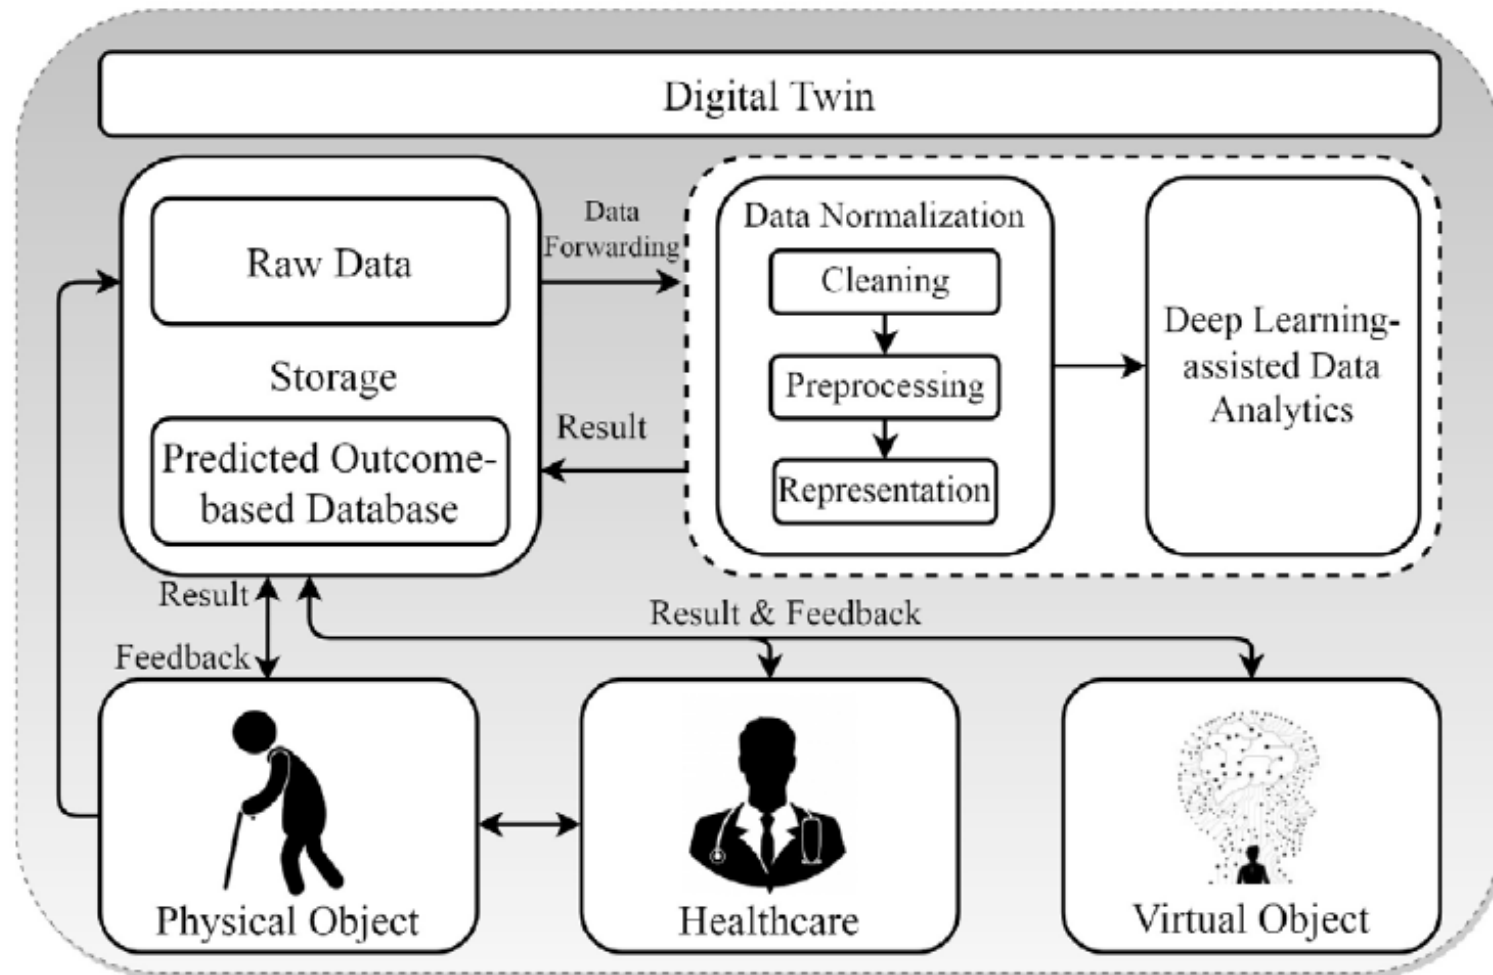 Digital Twin
Raw Data
Storage
Predicted Outcome-
based Database
Data
Forwarding
Result
Data Normalization
Cleaning
Preprocessing
Representation
Deep Learning-
assisted Data
Analytics
Result
Feedback
Result & Feedback
Physical Object
Healthcare
Virtual Object